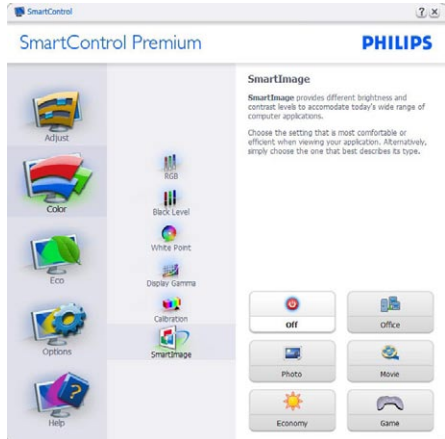 SmartControl
? x
SmartControl Premium
PHILIPS
Adjust
Color
Eco
Options
Help
RGB
Black Level
White Point
Display Gamma
Calibration
SmartImage
SmartImage
SmartImage provides different brightness and
contrast levels to accomodate today's wide range of
computer applications.
Choose the setting that is most comfortable or
efficient when viewing your application. Alternatively,
simply choose the one that best describes its type.
Off
Office
Photo
Movie
Economy
Game